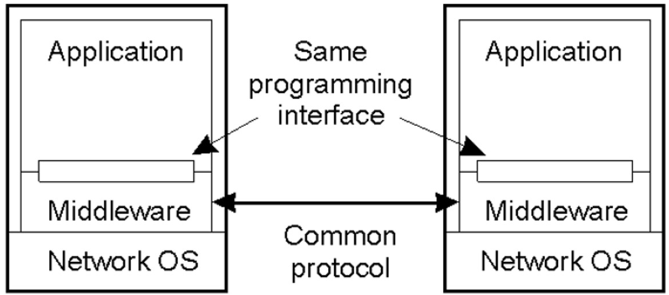 Application
Middleware
Network OS
Same
programming
interface
Common
protocol
Application
Middleware
Network OS